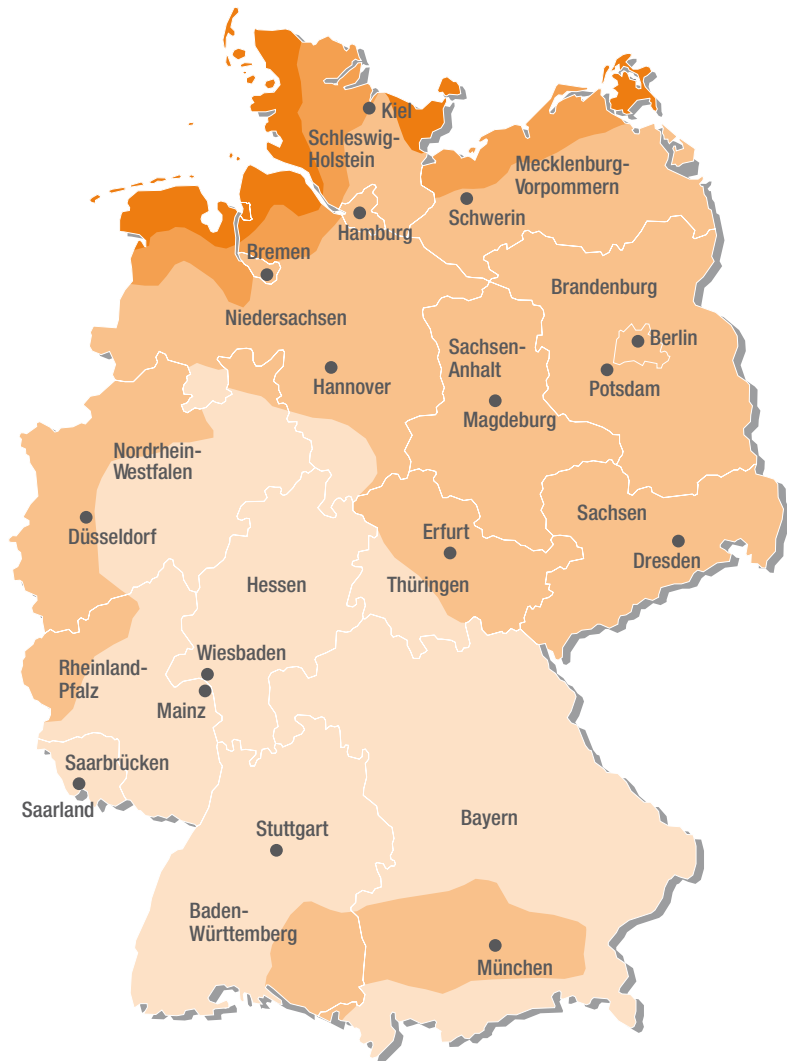 Kiel
Schleswig-
Holstein
Mecklenburg-
Vorpommern
Schwerin
Hamburg
Bremen
Brandenburg
Niedersachsen
Berlin
Sachsen-
Anhalt
Hannover
Potsdam
Magdeburg
Nordrhein-
Westfalen
Sachsen
Düsseldorf
Erfurt
Dresden
Hessen
Thüringen
Wiesbaden
Rheinland-
Pfalz
Mainz
Saarbrücken
Saarland
Bayern
Stuttgart
Baden-
Württemberg
München